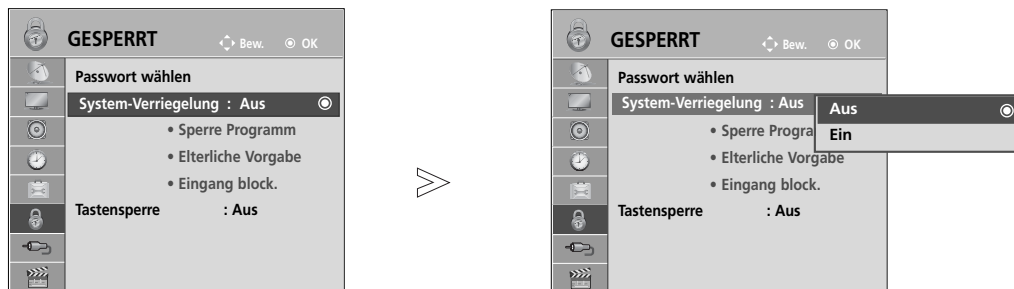 GESPERRT Bew. OK
Passwort wählen
System-Verriegelung : Aus
• Sperre Programm
• Elterliche Vorgabe
• Eingang block.
Tastensperre : Aus
GESPERRT Bew. OK
Passwort wählen
System-Verriegelung : Aus
Aus
Ein
• Sperre Progra
• Elterliche Vorgabe
• Eingang block.
Tastensperre : Aus